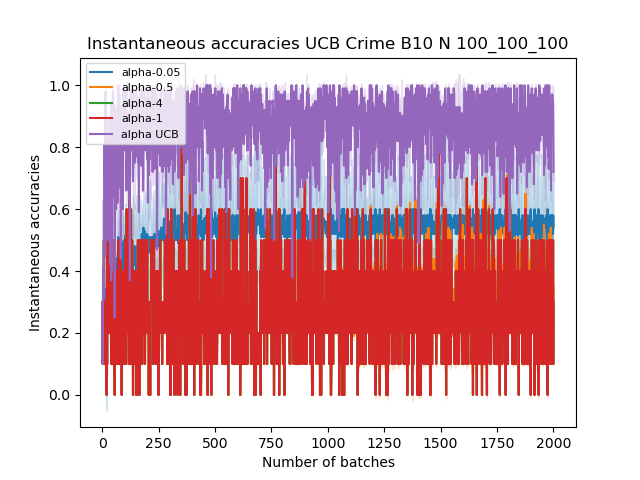 Instantaneous accuracies UCB Crime B10 N 100_100_100
alpha-0.05
alpha-0.5
alpha-4
alpha-1
alpha UCB
1.0
0.8
0.6
0.4
0.2
0.0
Instantaneous accuracies
0 250 500 750 1000 1250 1500 1750 2000
Number of batches